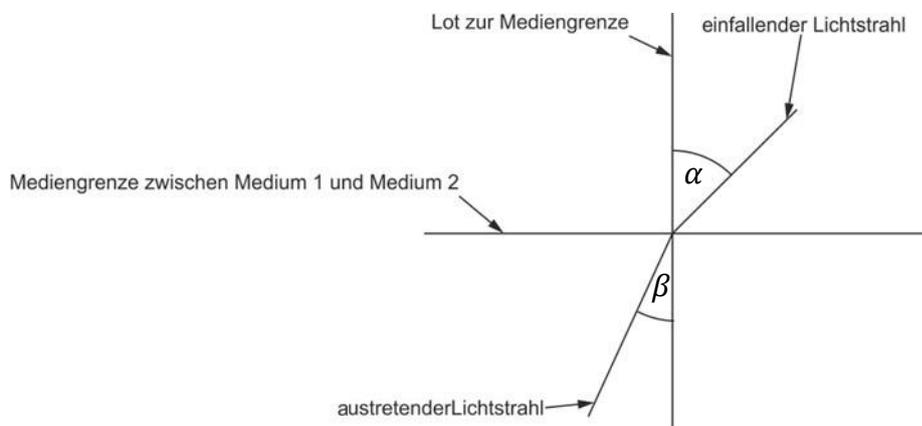 Lot zur Mediengrenze
einfallender Lichtstrahl
α
Mediengrenze zwischen Medium 1 und Medium 2
β
austretenderLichtstrahl